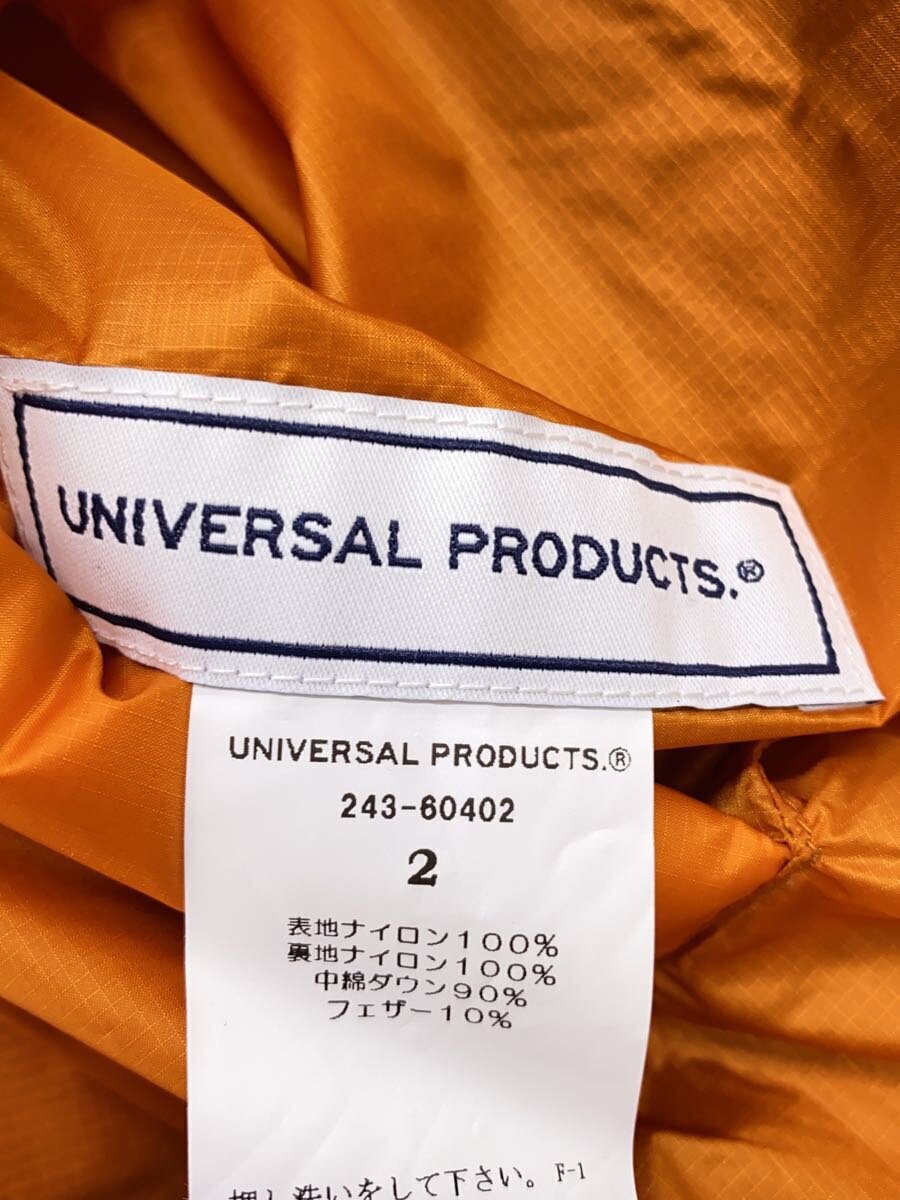 UNIVERSAL PRODUCTS.®
UNIVERSAL PRODUCTS.®
243-60402
2
表地ナイロン100%
裏地ナイロン100%
中綿ダウン90%
フェザー10%
押し洗いをして下さい。F-1